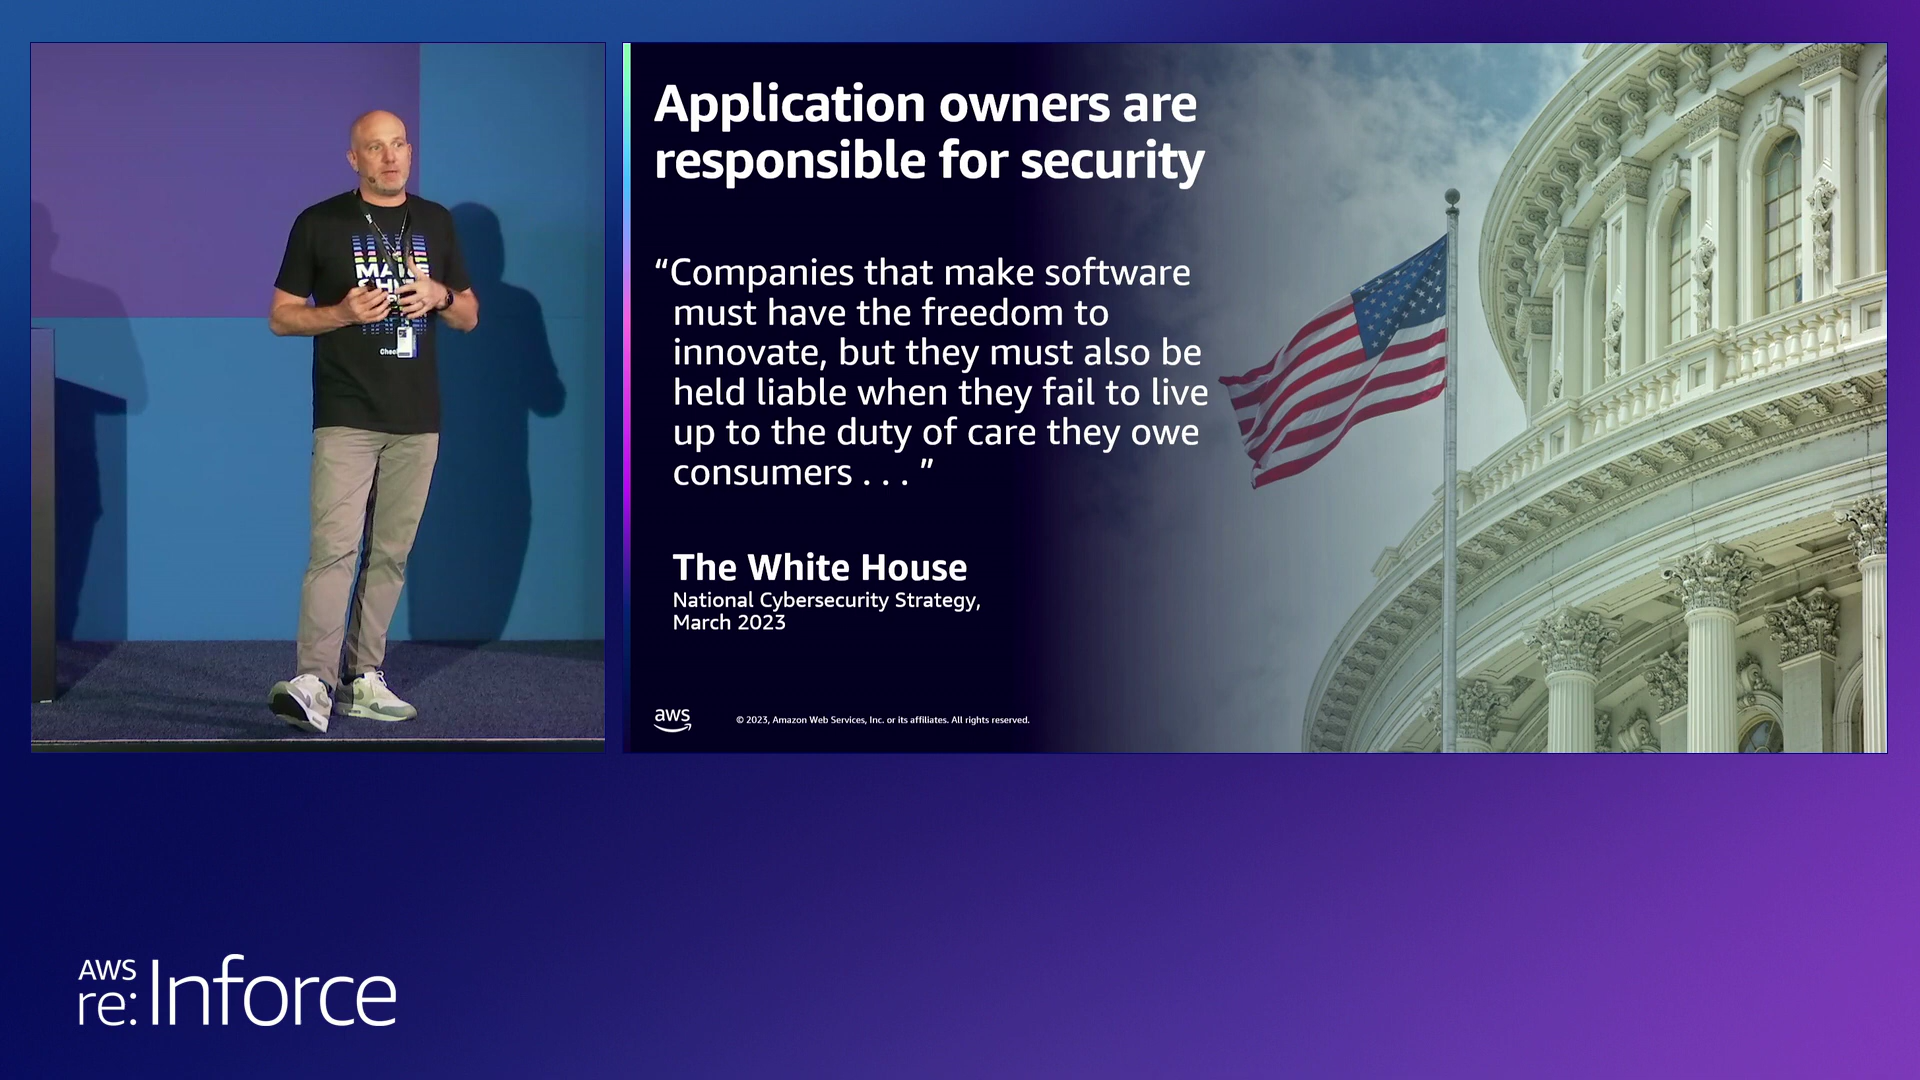 Application owners are
responsible for security
“Companies that make software
must have the freedom to
innovate, but they must also be
held liable when they fail to live
up to the duty of care they owe
consumers . . . ”
The White House
National Cybersecurity Strategy,
March 2023
aws
© 2023, Amazon Web Services, Inc. or its affiliates. All rights reserved.
AWS
re:Inforce